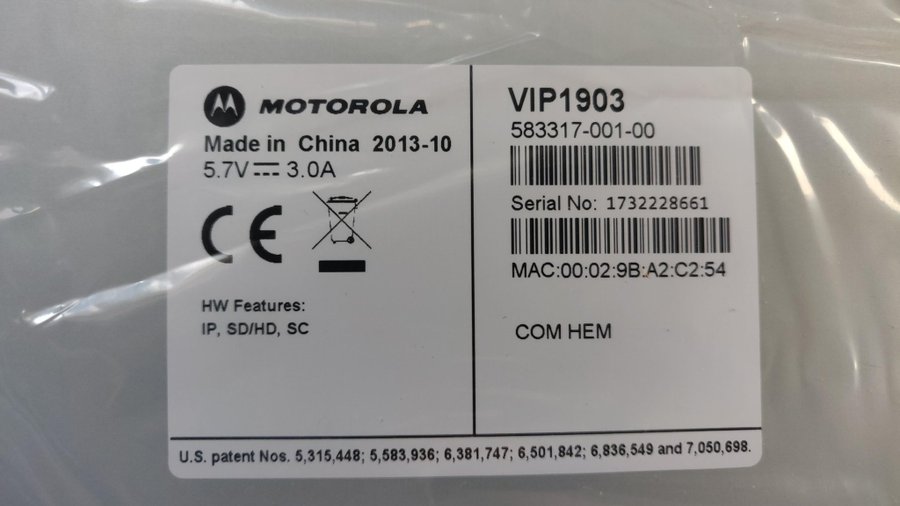 MOTOROLA
Made in China 2013-10
5.7V⎓3.0A
CE
HW Features:
IP, SD/HD, SC
VIP1903
583317-001-00
Serial No: 1732228661
MAC:00:02:9B:A2:C2:54
COM HEM
U.S. patent Nos. 5,315,448; 5,583,936; 6,381,747; 6,501,842; 6,836,549 and 7,050,698.